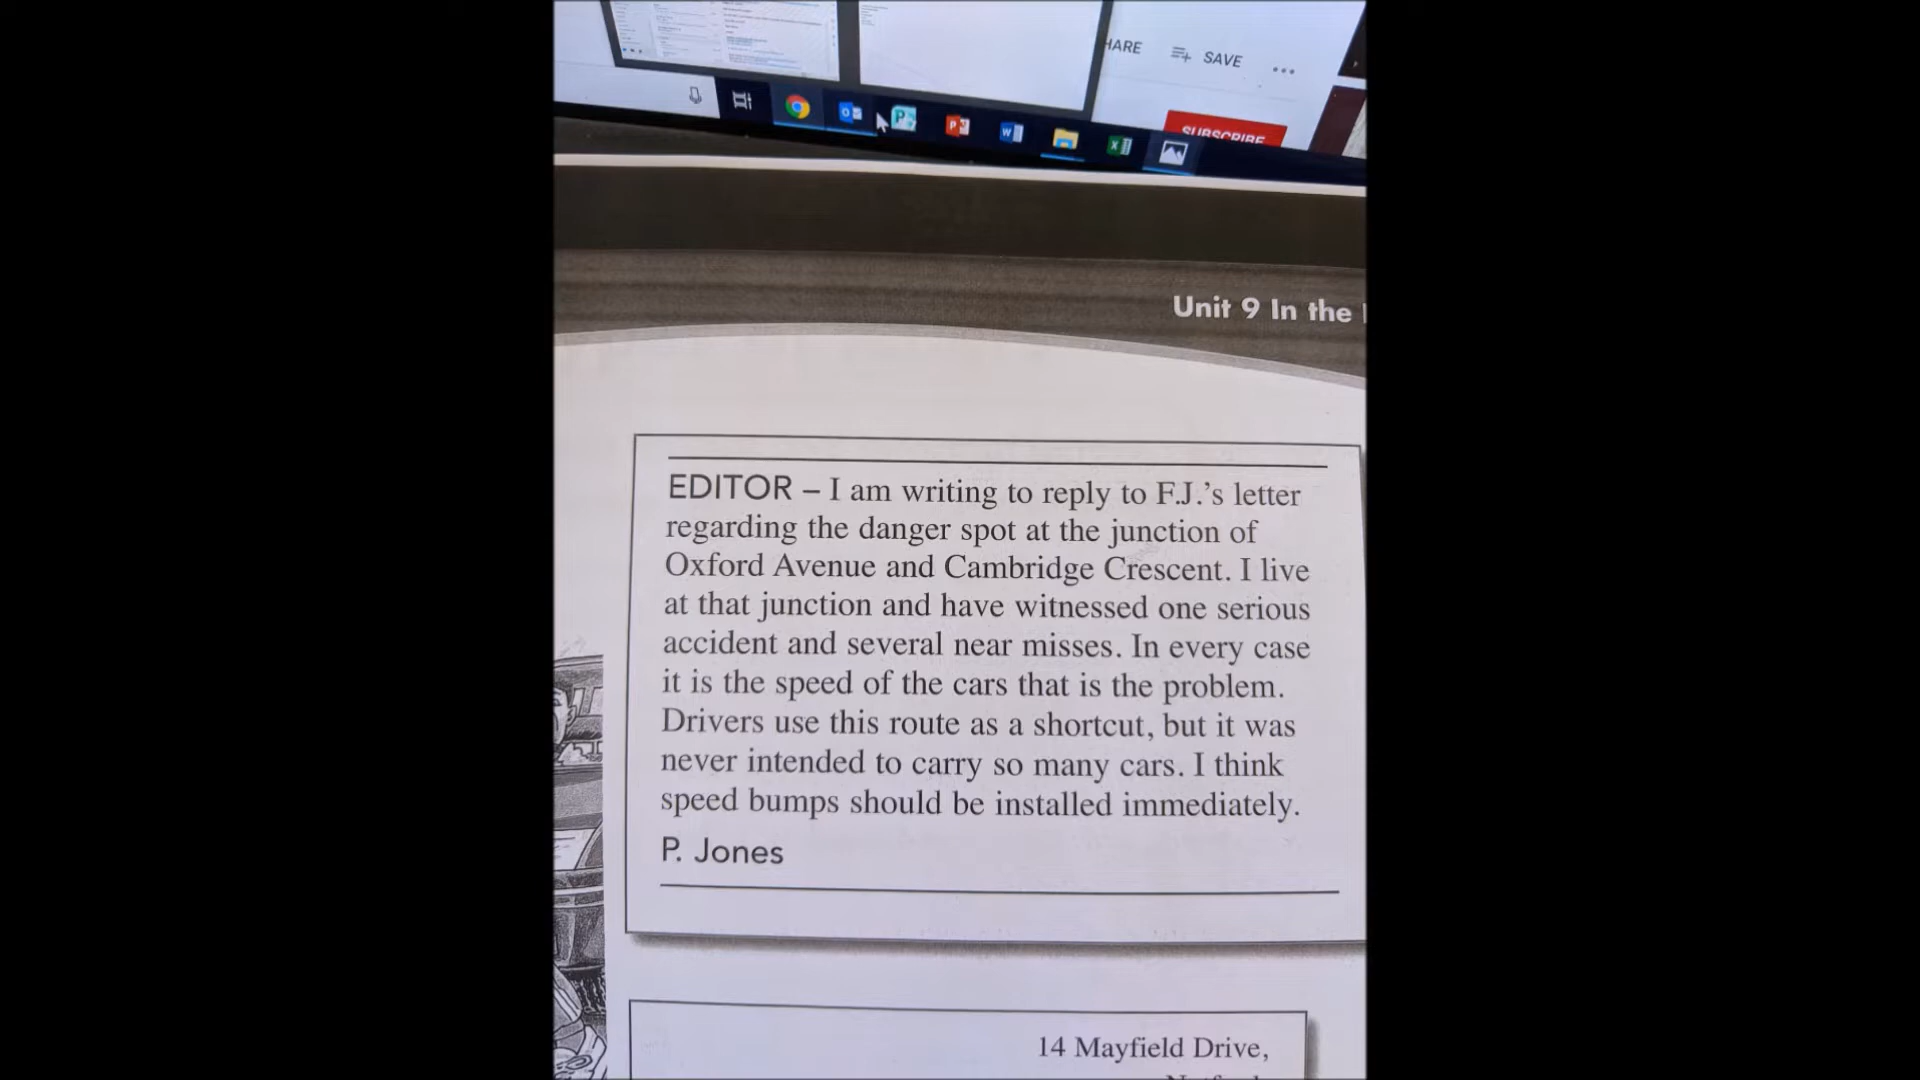 SAVE
SUBSCRIBE
Unit 9 In the
EDITOR – I am writing to reply to F.J.'s letter
regarding the danger spot at the junction of
Oxford Avenue and Cambridge Crescent. I live
at that junction and have witnessed one serious
accident and several near misses. In every case
it is the speed of the cars that is the problem.
Drivers use this route as a shortcut, but it was
never intended to carry so many cars. I think
speed bumps should be installed immediately.
P. Jones
14 Mayfield Drive,